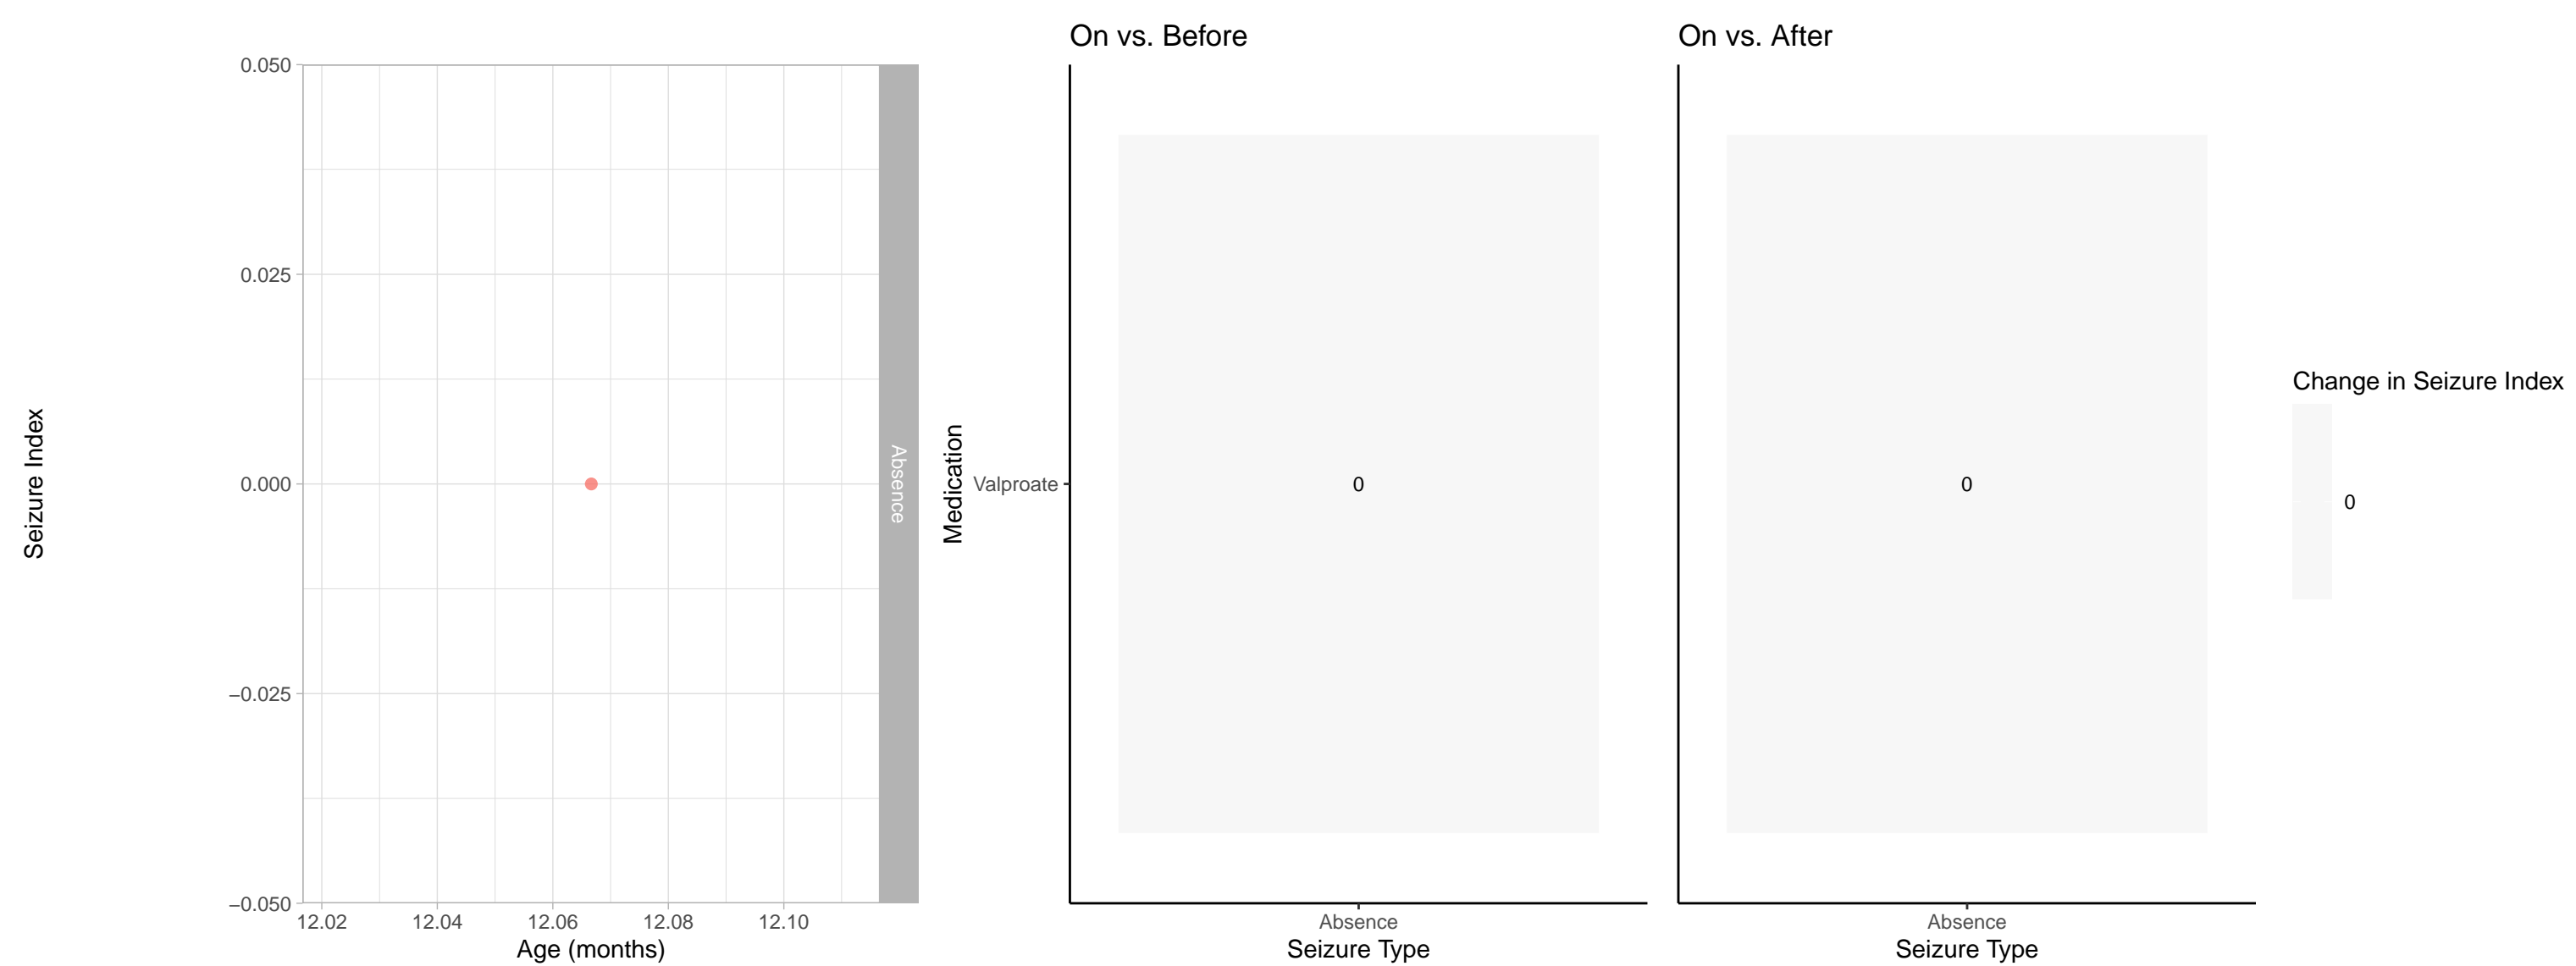 On vs. Before
On vs. After
0.050
0.025
0.000
−0.025
−0.050
Seizure Index
12.02
12.04
12.06
12.08
12.10
Age (months)
Absence
Medication
Valproate
0
Absence
Seizure Type
0
Absence
Seizure Type
Change in Seizure Index
0